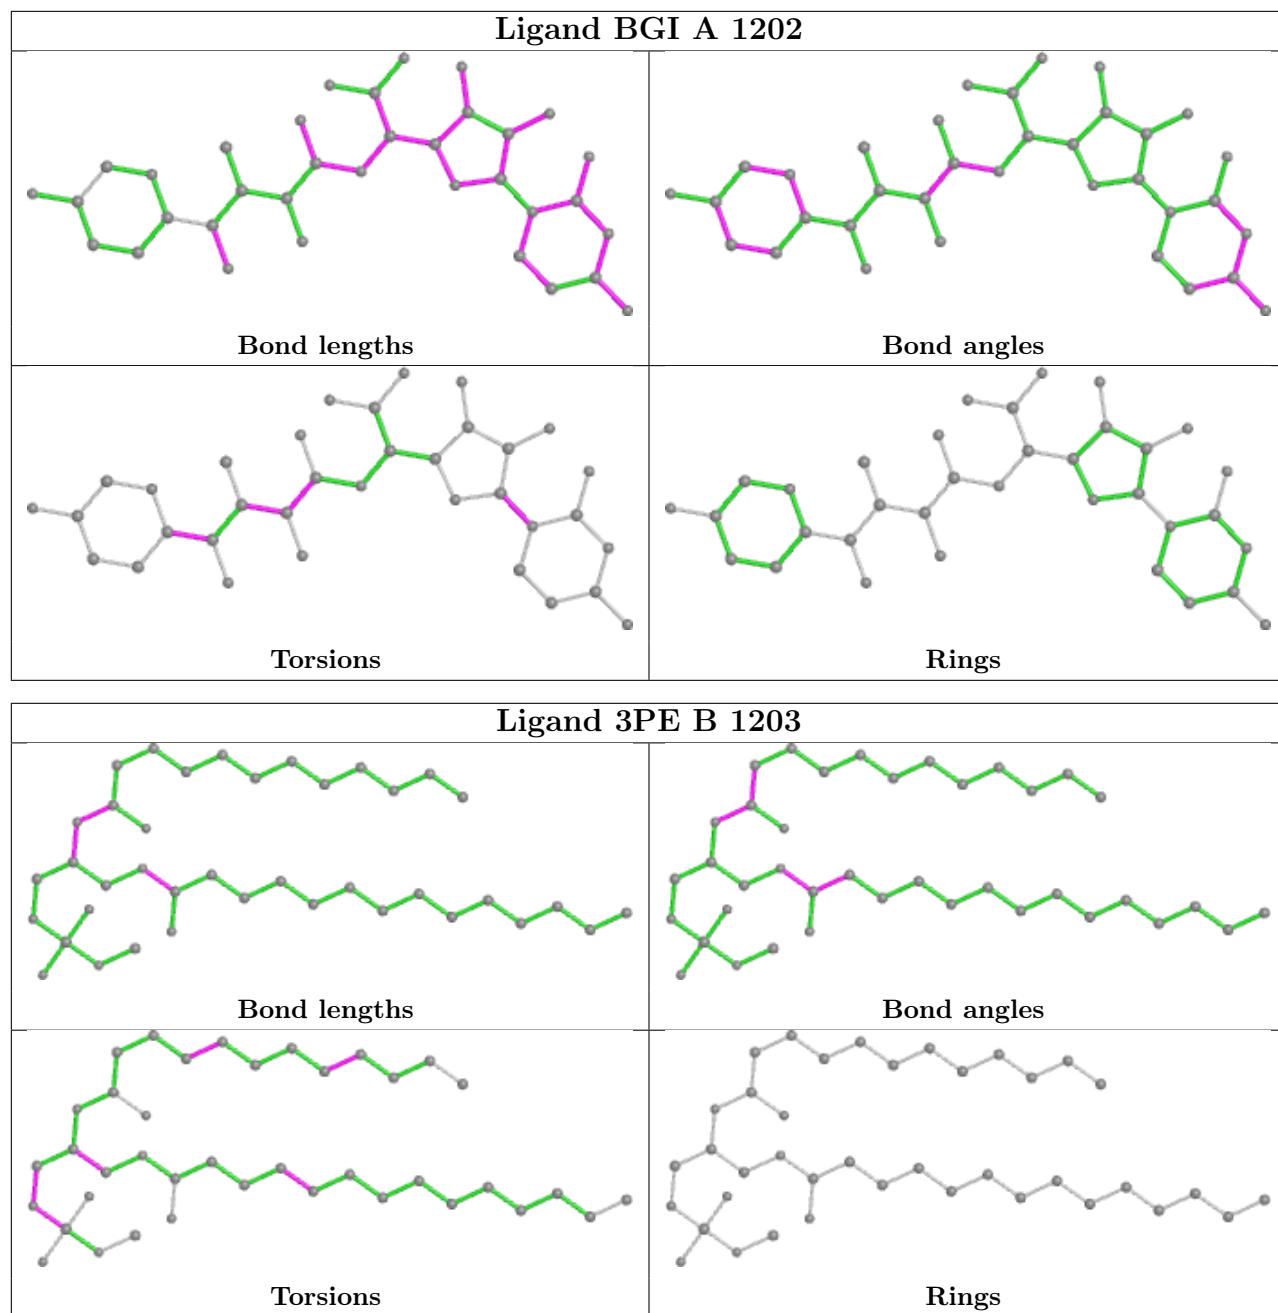 Ligand BGI A 1202
Bond lengths
Bond angles
Torsions
Rings
Ligand 3PE B 1203
Bond lengths
Bond angles
Torsions
Rings